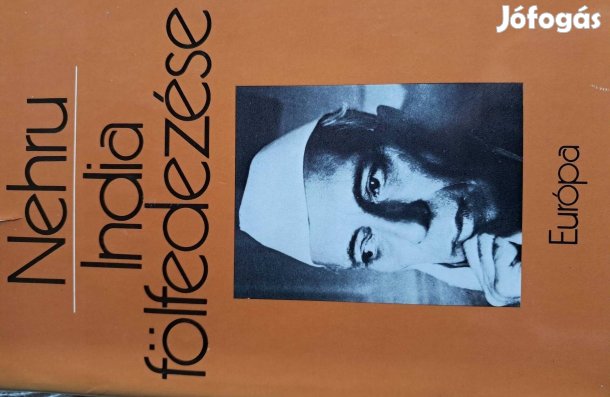 Jófogás
Nehru
India
fölfedezése
Európa